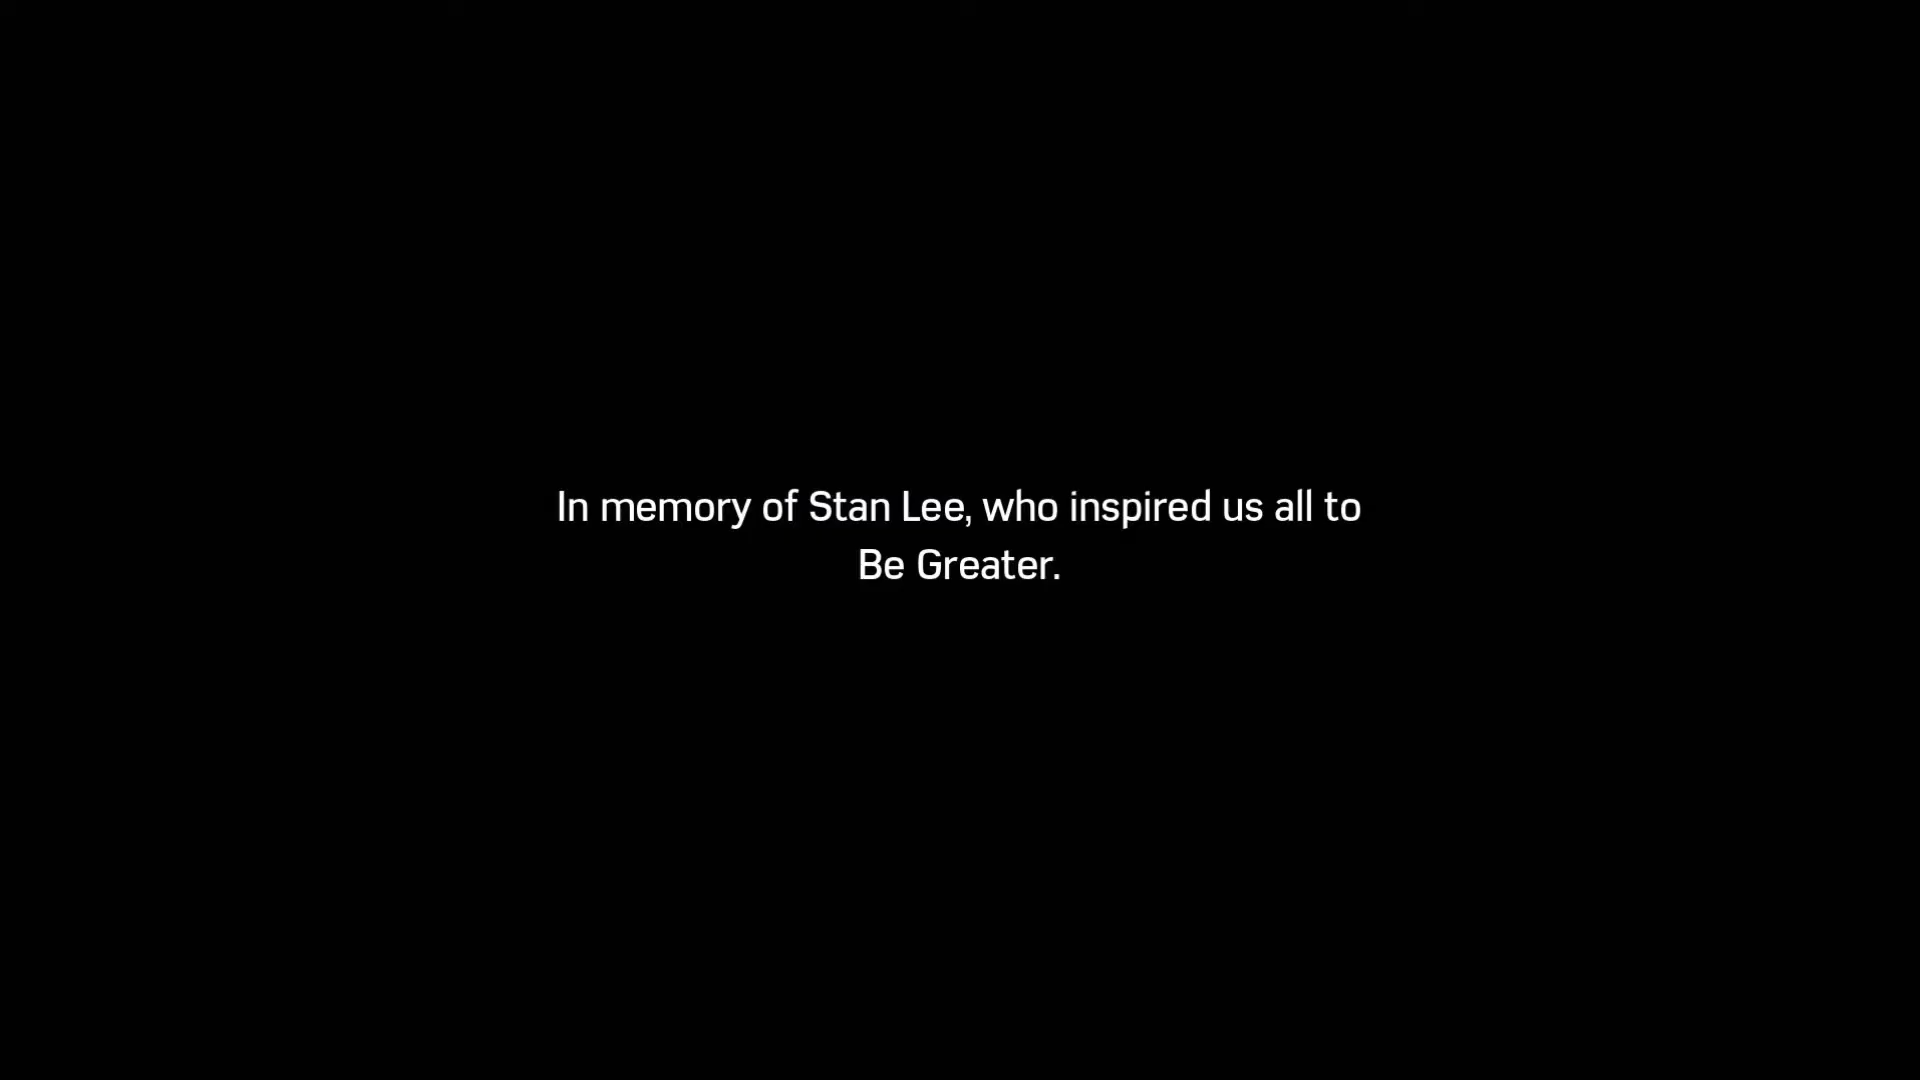 In memory of Stan Lee, who inspired us all to
Be Greater.